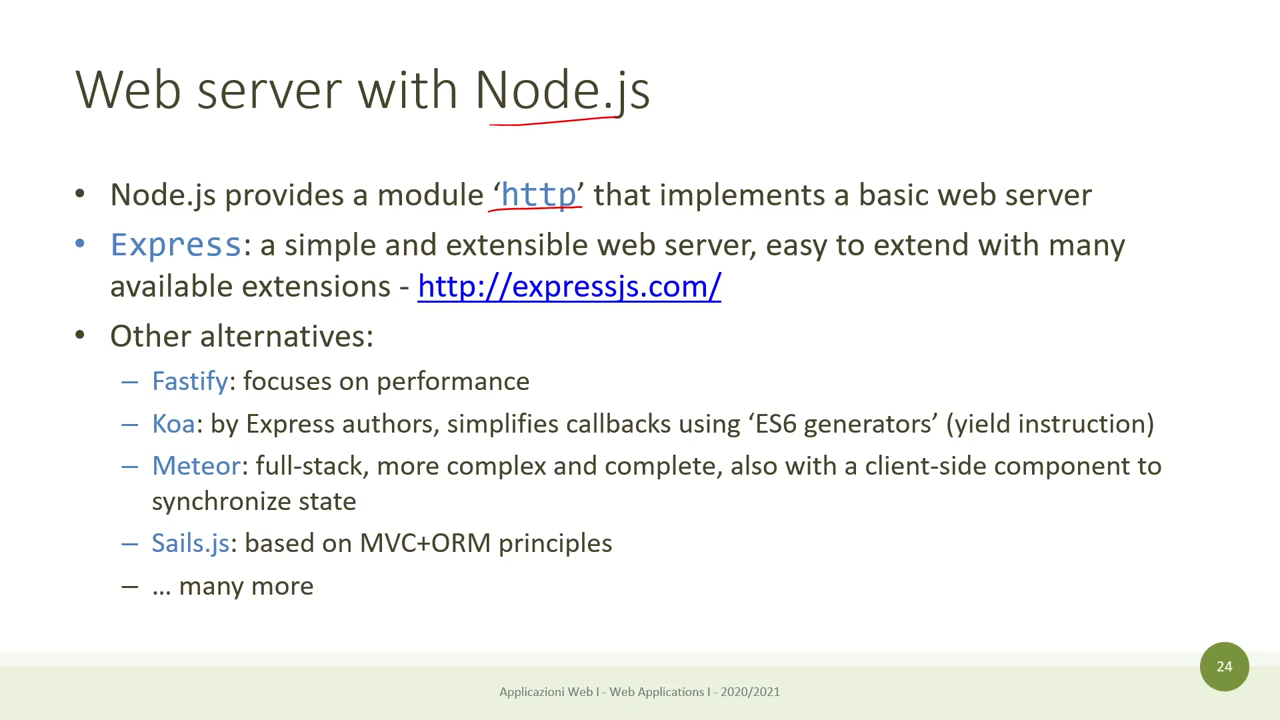 Web server with Node.js
• Node.js provides a module ‘http’ that implements a basic web server
• Express: a simple and extensible web server, easy to extend with many
available extensions - http://expressjs.com/
• Other alternatives:
– Fastify: focuses on performance
– Koa: by Express authors, simplifies callbacks using ‘ES6 generators’ (yield instruction)
– Meteor: full-stack, more complex and complete, also with a client-side component to
synchronize state
– Sails.js: based on MVC+ORM principles
– … many more
24
Applicazioni Web I - Web Applications I - 2020/2021